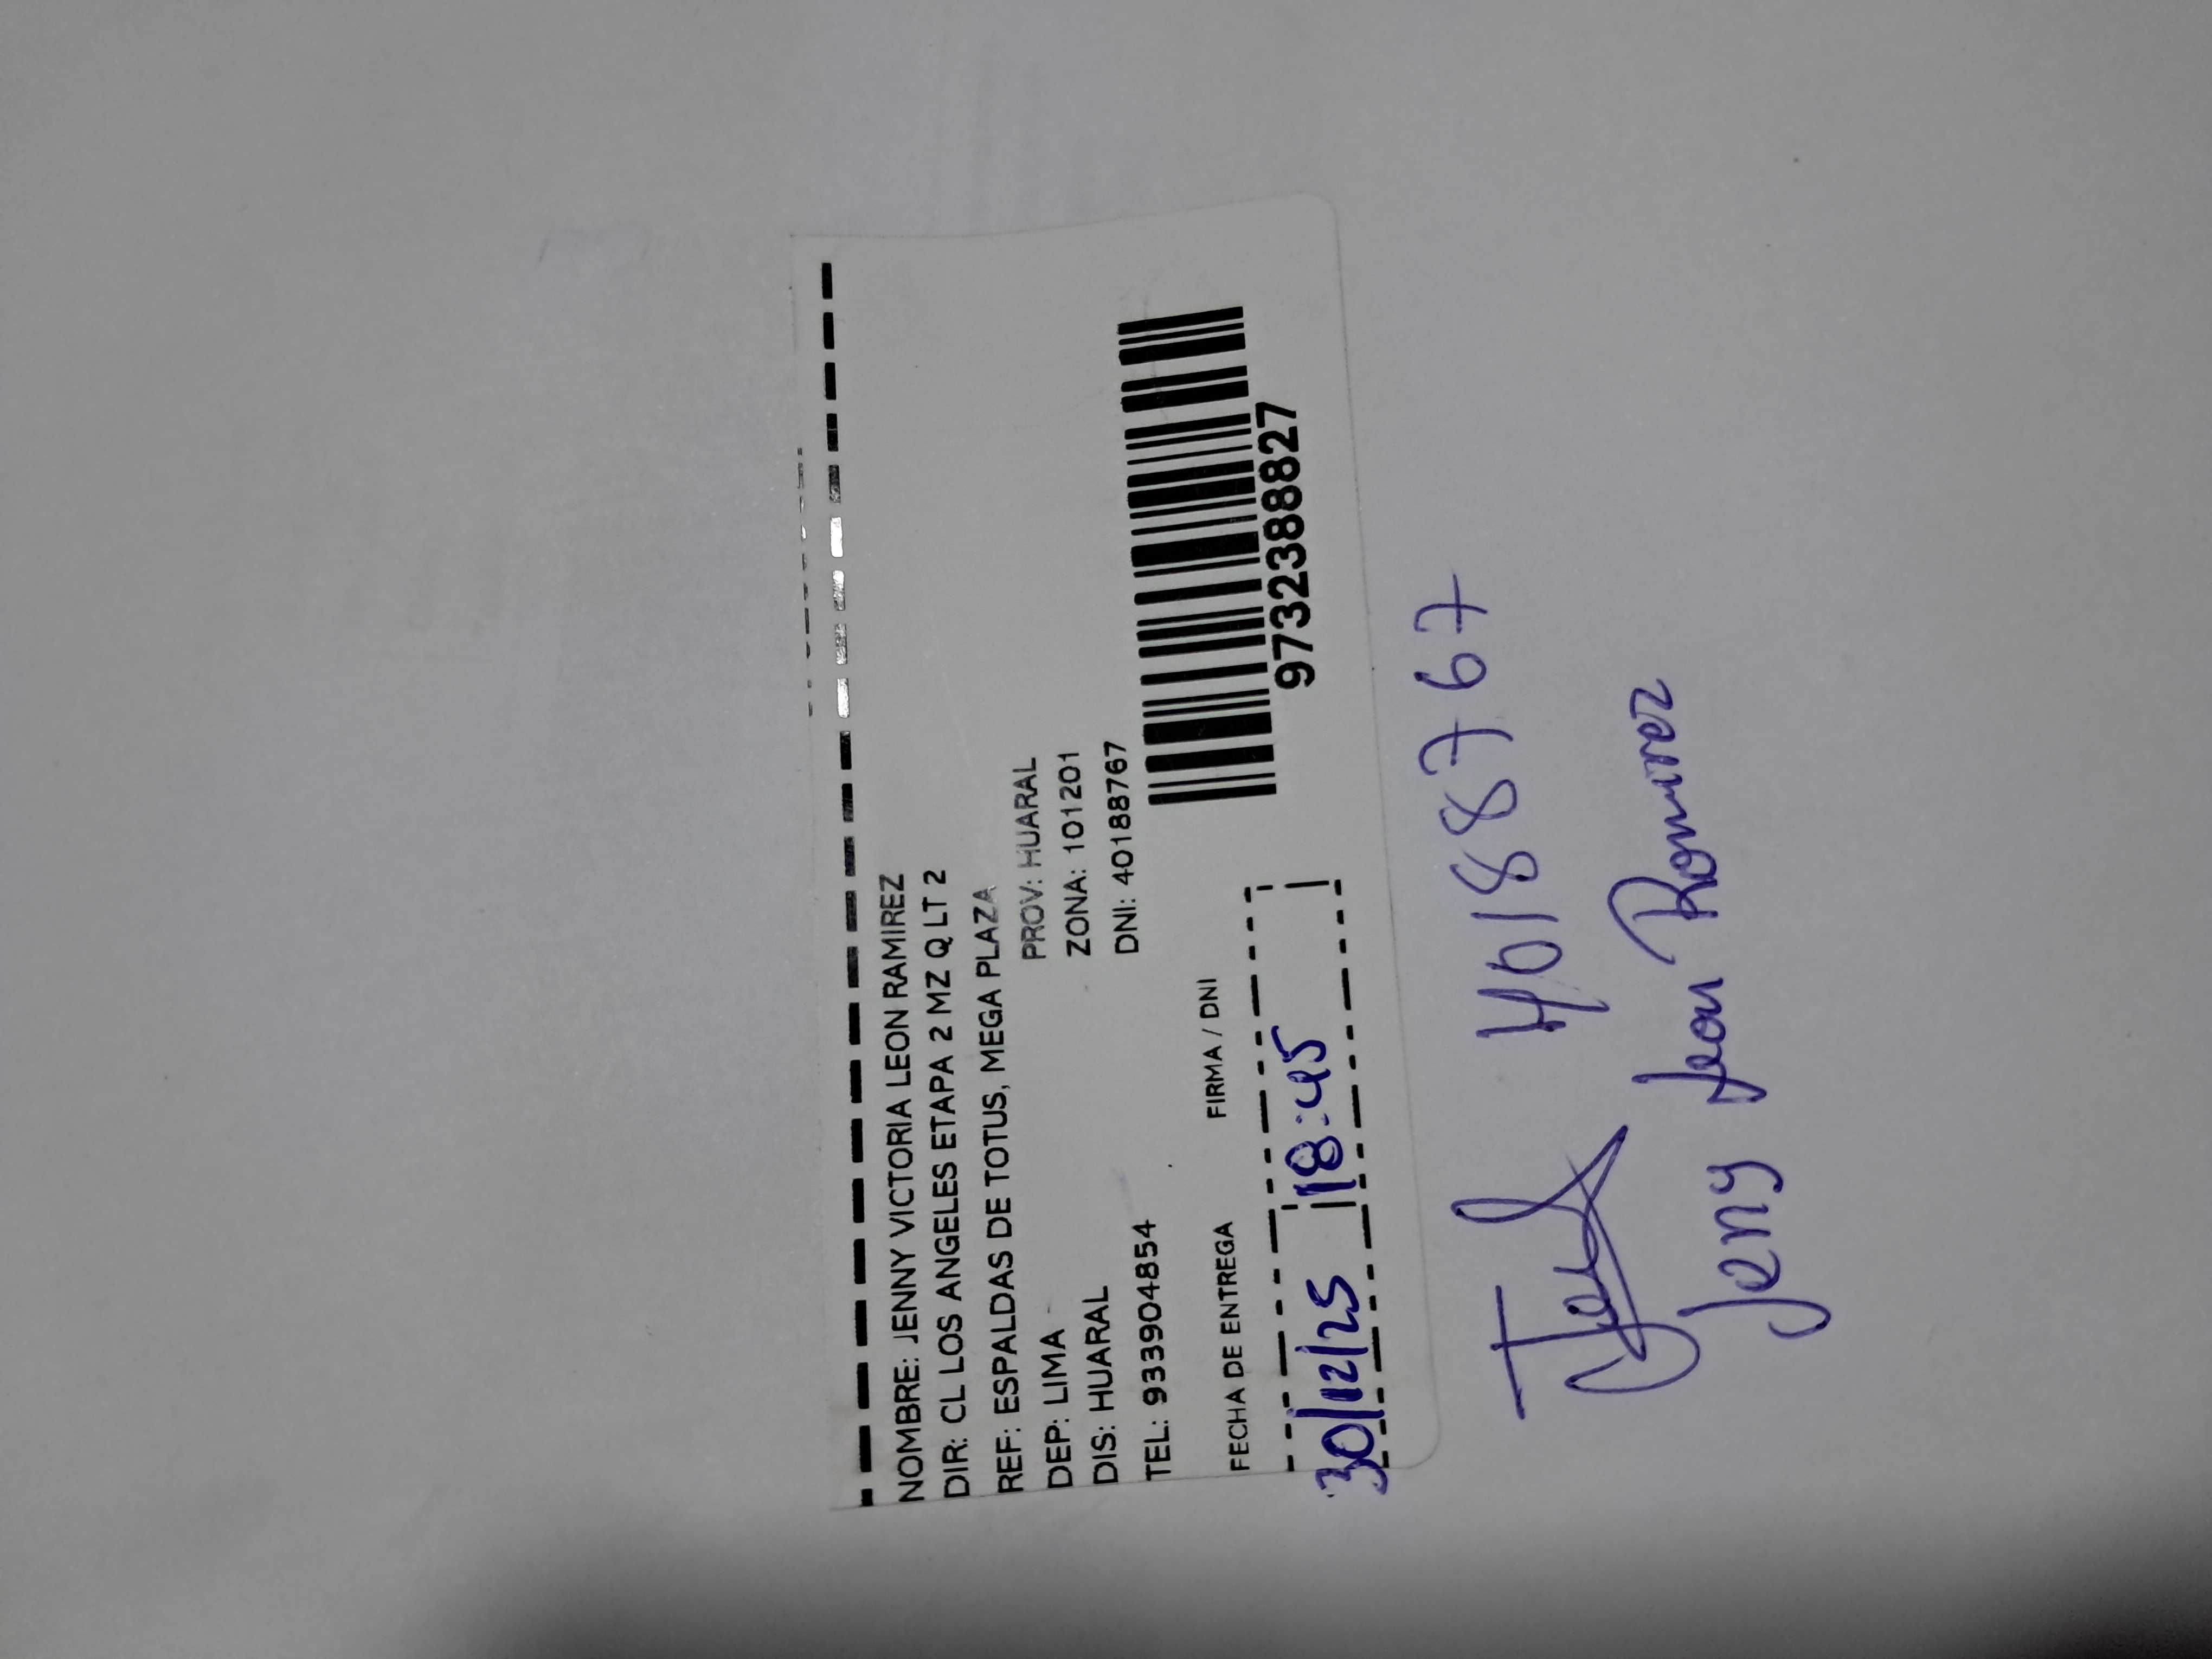 NOMBRE: JENNY VICTORIA LEON RAMIREZ
DIR: CL LOS ANGELES ETAPA 2 MZ Q LT 2
REF: ESPALDAS DE TOTUS, MEGA PLAZA
DEP: LIMA PROV: HUARAL
DIS: HUARAL ZONA: 101201
TEL: 933904854 DNI: 40188767
FECHA DE ENTREGA FIRMA / DNI
30/12/25 18:45
9732388827
40188767
Jeny Leon Ramirez